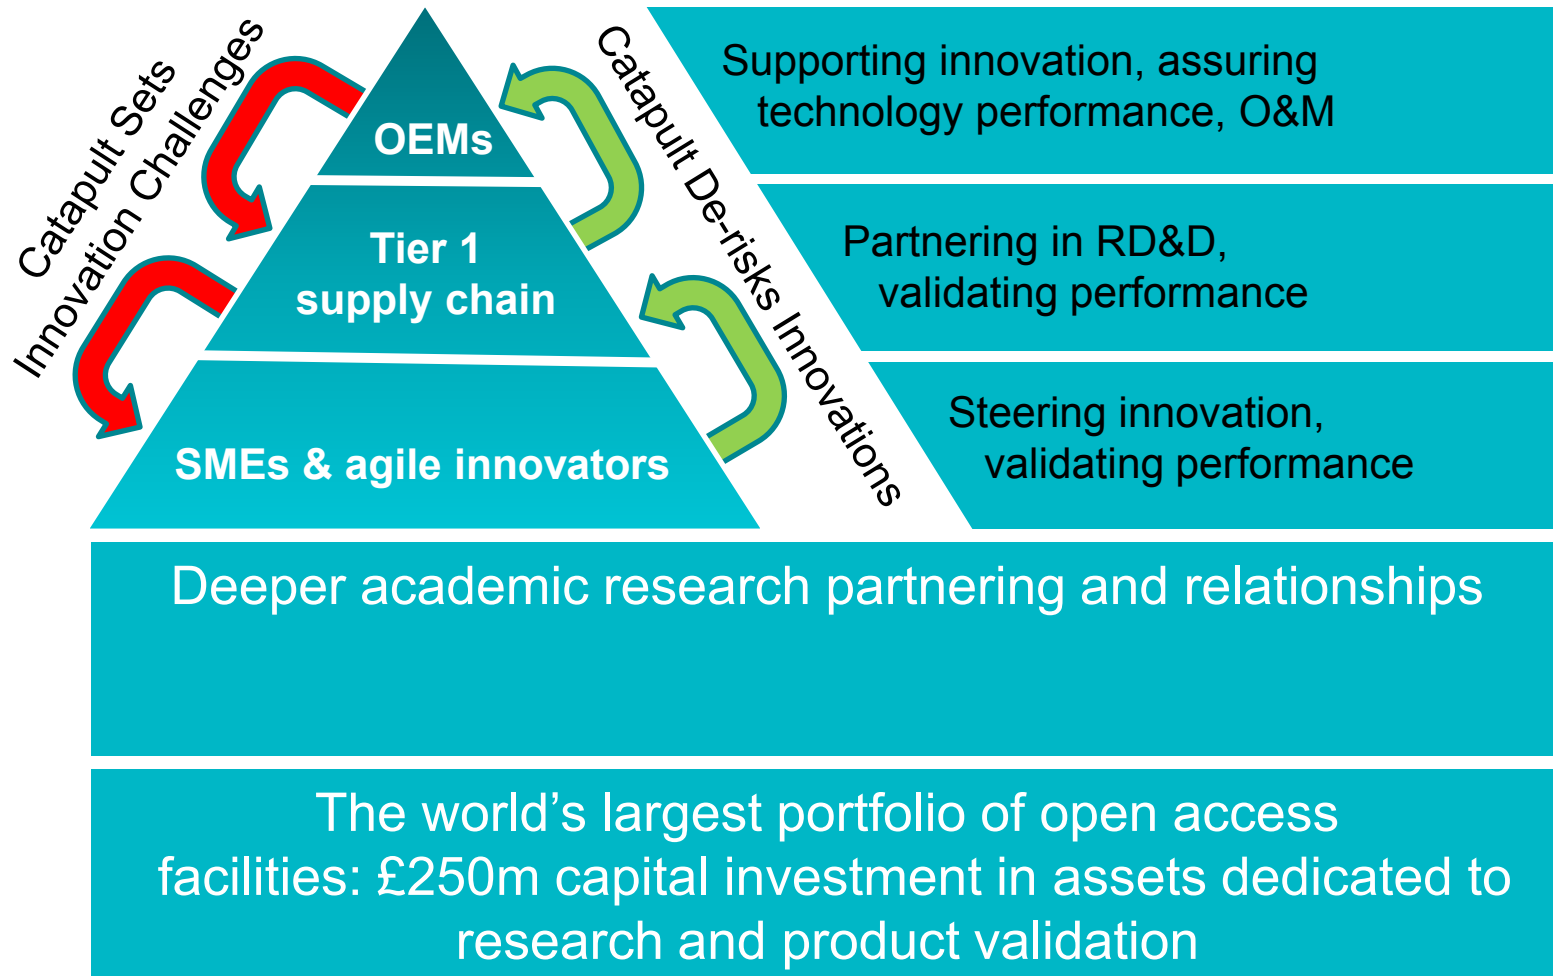 Catapult Sets
Innovation Challenges
OEMs
Tier 1
supply chain
SMEs & agile innovators
Catapult De-risks Innovations
Supporting innovation, assuring
technology performance, O&M
Partnering in RD&D,
validating performance
Steering innovation,
validating performance
Deeper academic research partnering and relationships
The world’s largest portfolio of open access
facilities: £250m capital investment in assets dedicated to
research and product validation